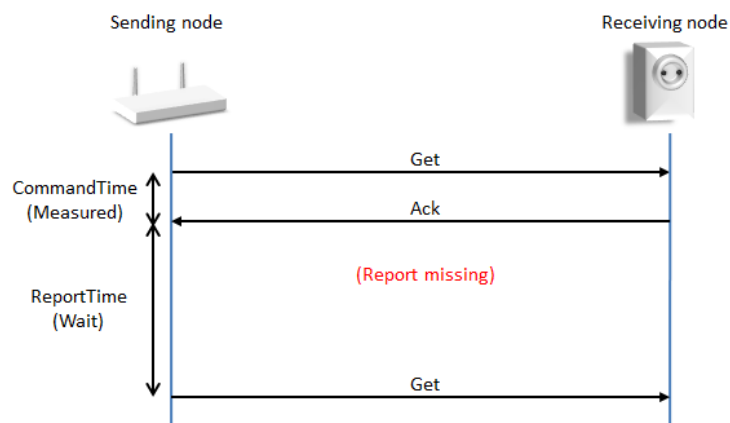 Sending node
Receiving node
Get
CommandTime
(Measured)
Ack
(Report missing)
ReportTime
(Wait)
Get